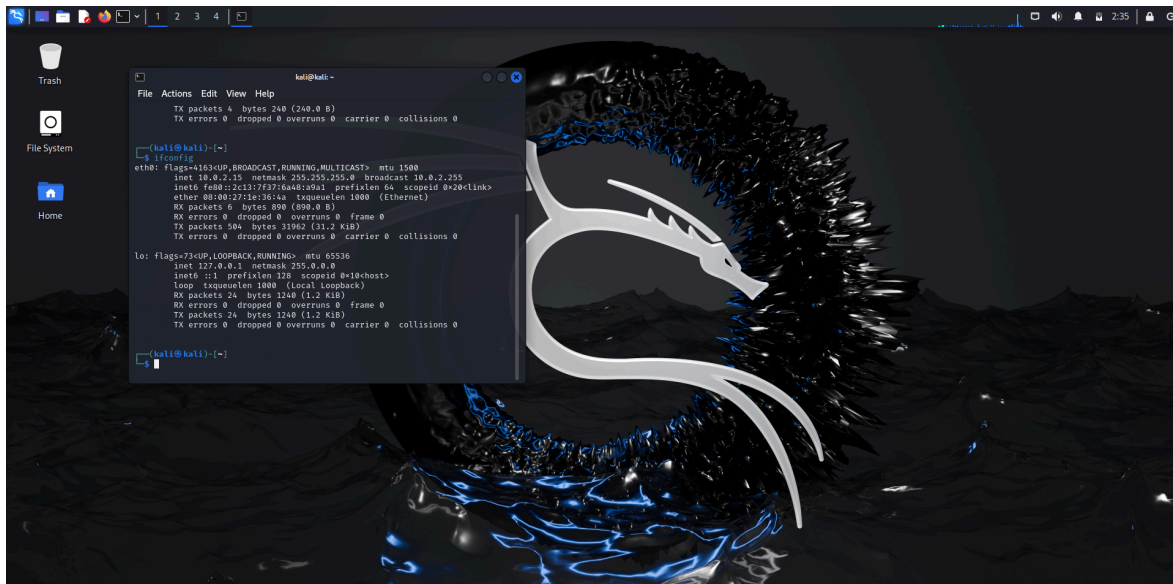 1 2 3 4
2:35
Trash
File System
Home
kali@kali: ~
File Actions Edit View Help
TX packets 4 bytes 240 (240.0 B)
TX errors 0 dropped 0 overruns 0 carrier 0 collisions 0
(kali㉿kali)-[~]
$ ifconfig
eth0: flags=4163<UP,BROADCAST,RUNNING,MULTICAST> mtu 1500
inet 10.0.2.15 netmask 255.255.255.0 broadcast 10.0.2.255
inet6 fe80::2c13:7f37:6a48:a9a1 prefixlen 64 scopeid 0×20<link>
ether 08:00:27:1e:36:4a txqueuelen 1000 (Ethernet)
RX packets 6 bytes 890 (890.0 B)
RX errors 0 dropped 0 overruns 0 frame 0
TX packets 504 bytes 31962 (31.2 KiB)
TX errors 0 dropped 0 overruns 0 carrier 0 collisions 0
lo: flags=73<UP,LOOPBACK,RUNNING> mtu 65536
inet 127.0.0.1 netmask 255.0.0.0
inet6 ::1 prefixlen 128 scopeid 0×10<host>
loop txqueuelen 1000 (Local Loopback)
RX packets 24 bytes 1240 (1.2 KiB)
RX errors 0 dropped 0 overruns 0 frame 0
TX packets 24 bytes 1240 (1.2 KiB)
TX errors 0 dropped 0 overruns 0 carrier 0 collisions 0
(kali㉿kali)-[~]
$